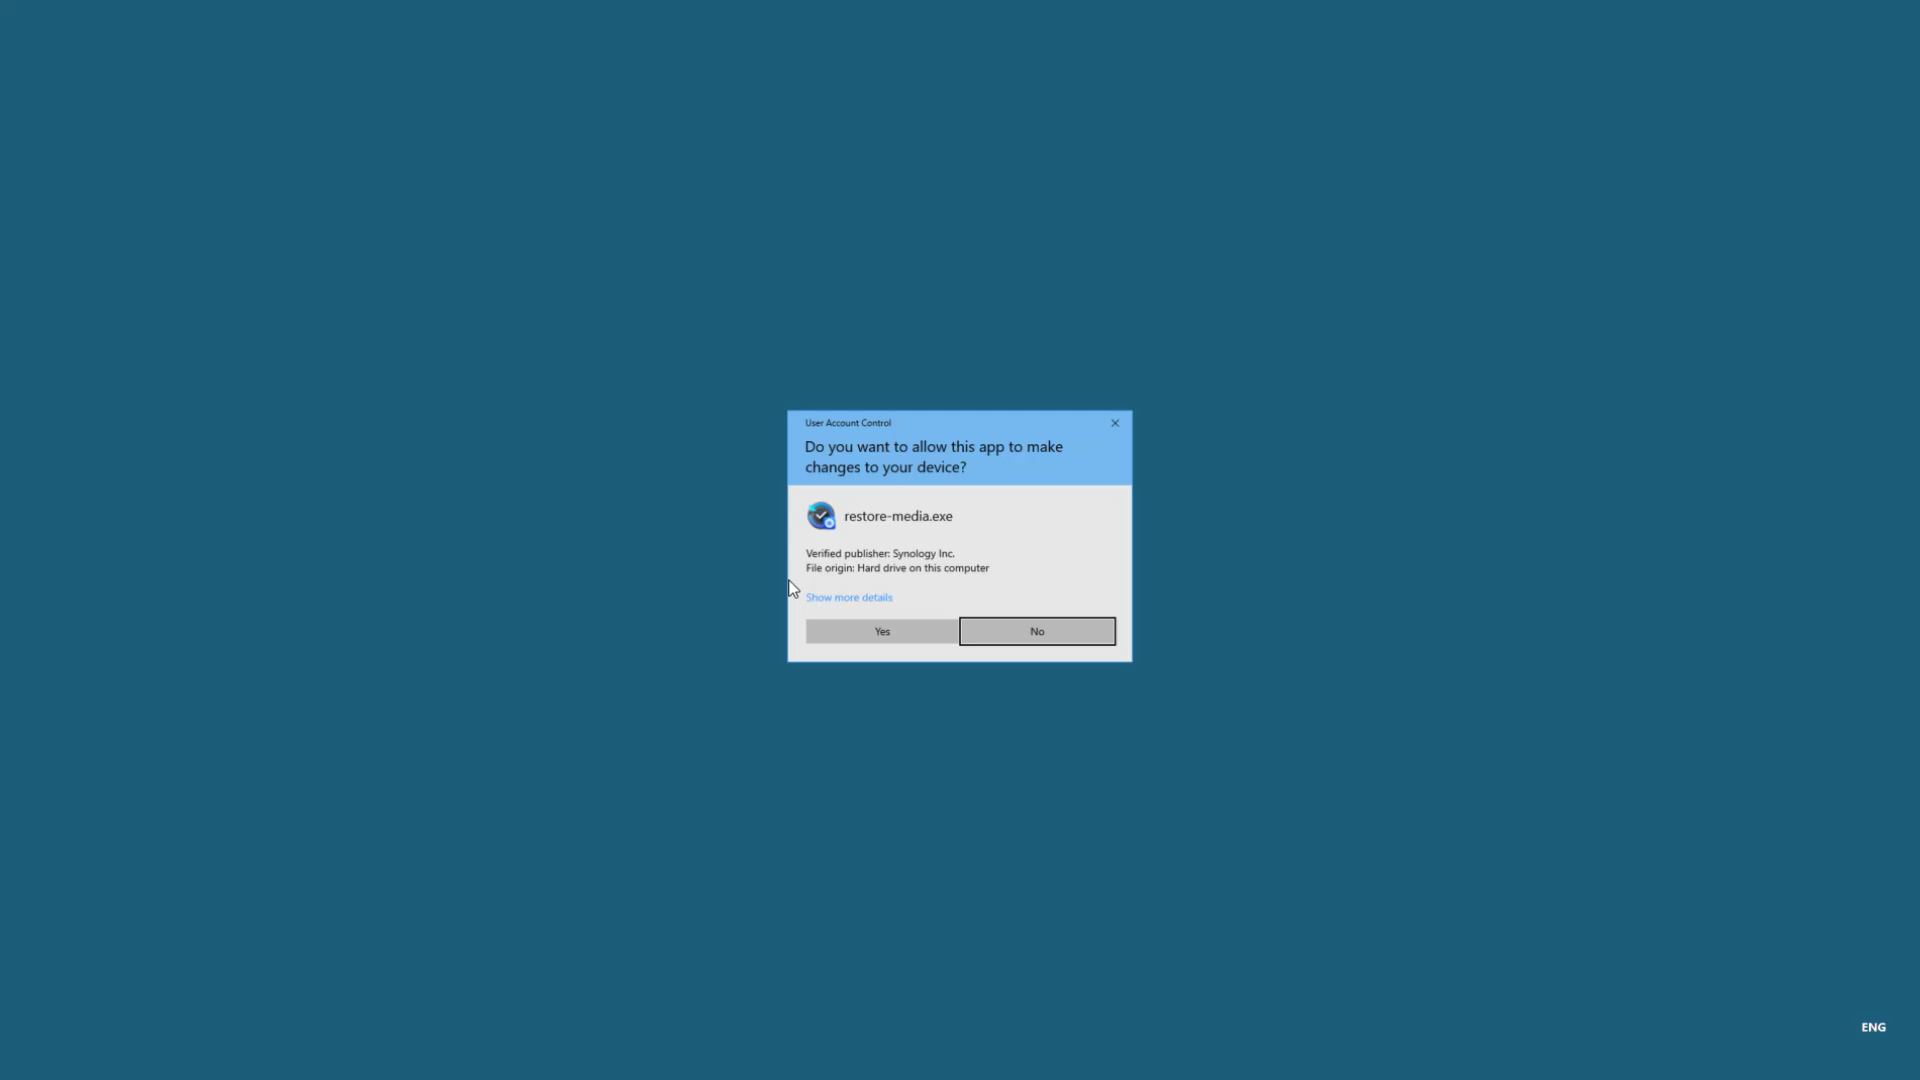 User Account Control
Do you want to allow this app to make
changes to your device?
restore-media.exe
Verified publisher: Synology Inc.
File origin: Hard drive on this computer
Show more details
Yes
No
ENG